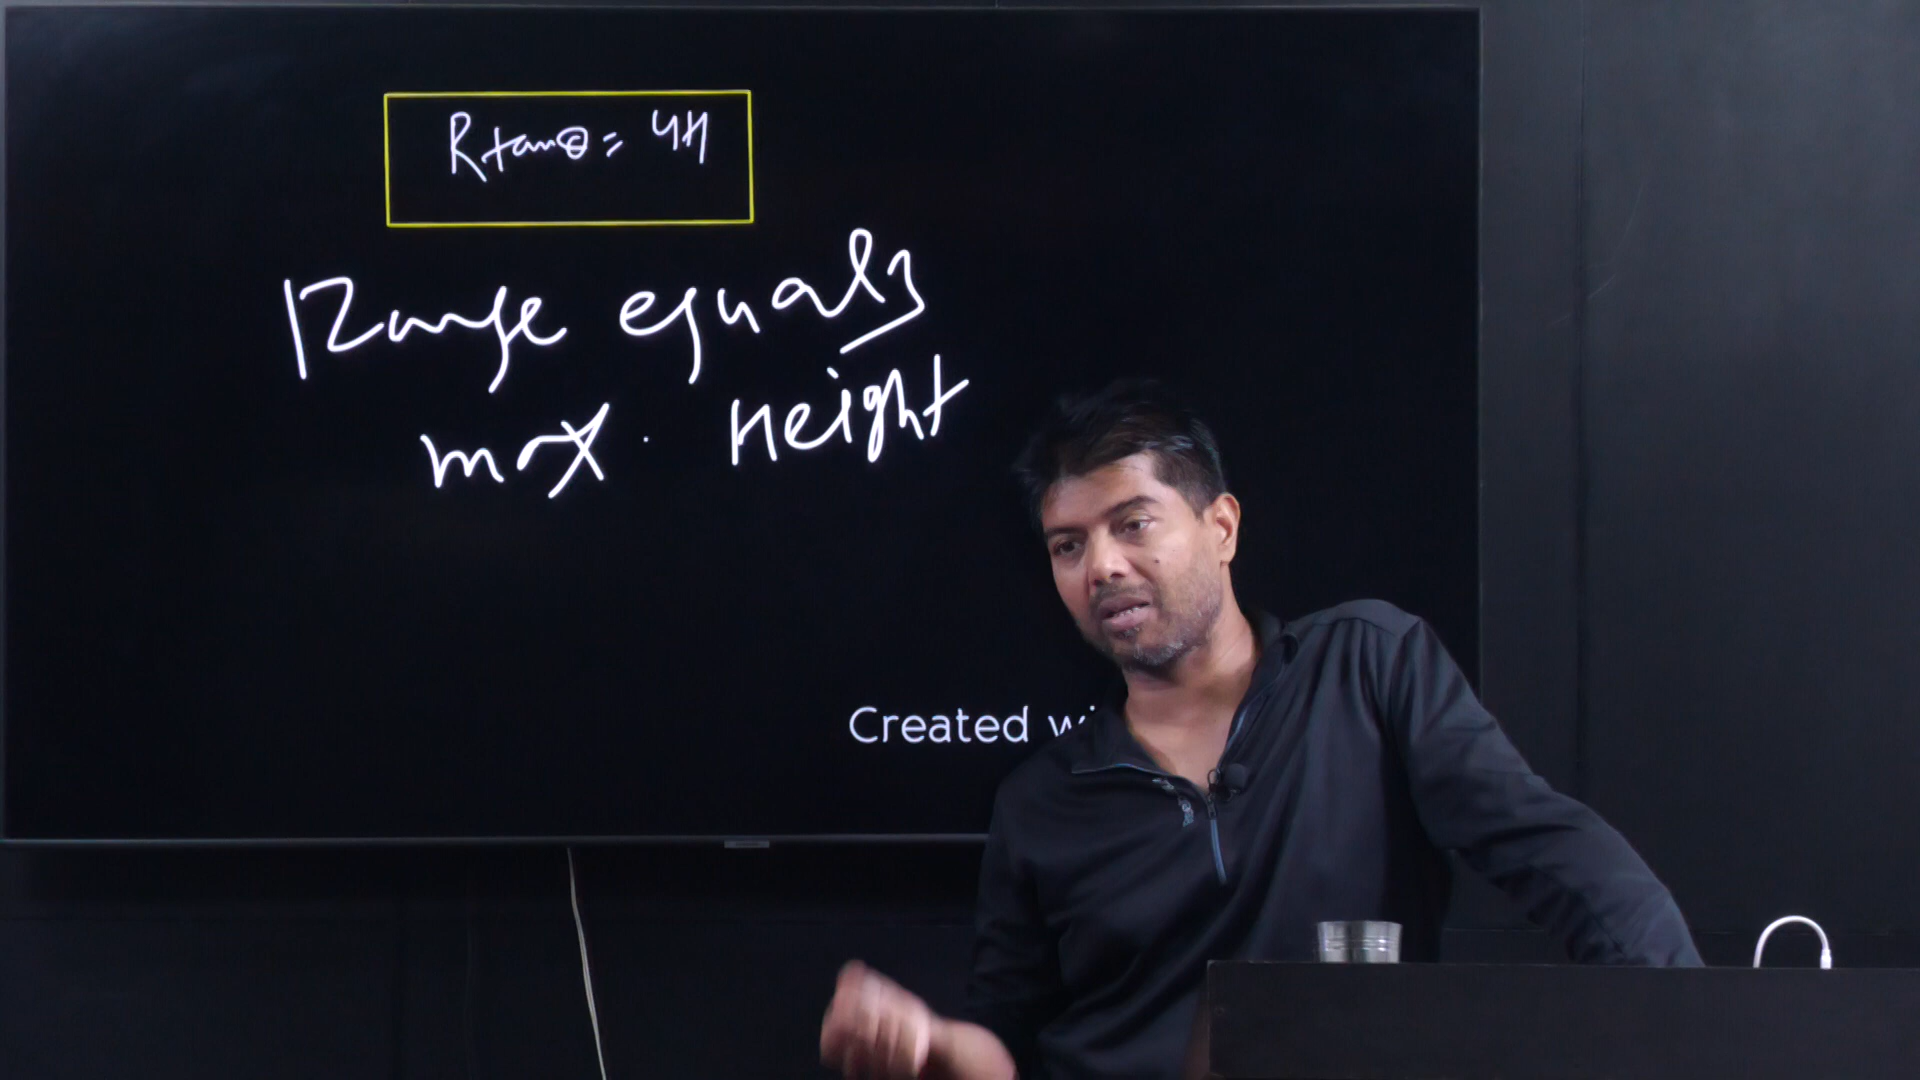 Rtanθ = 4H
Range equals
max. Height
Created